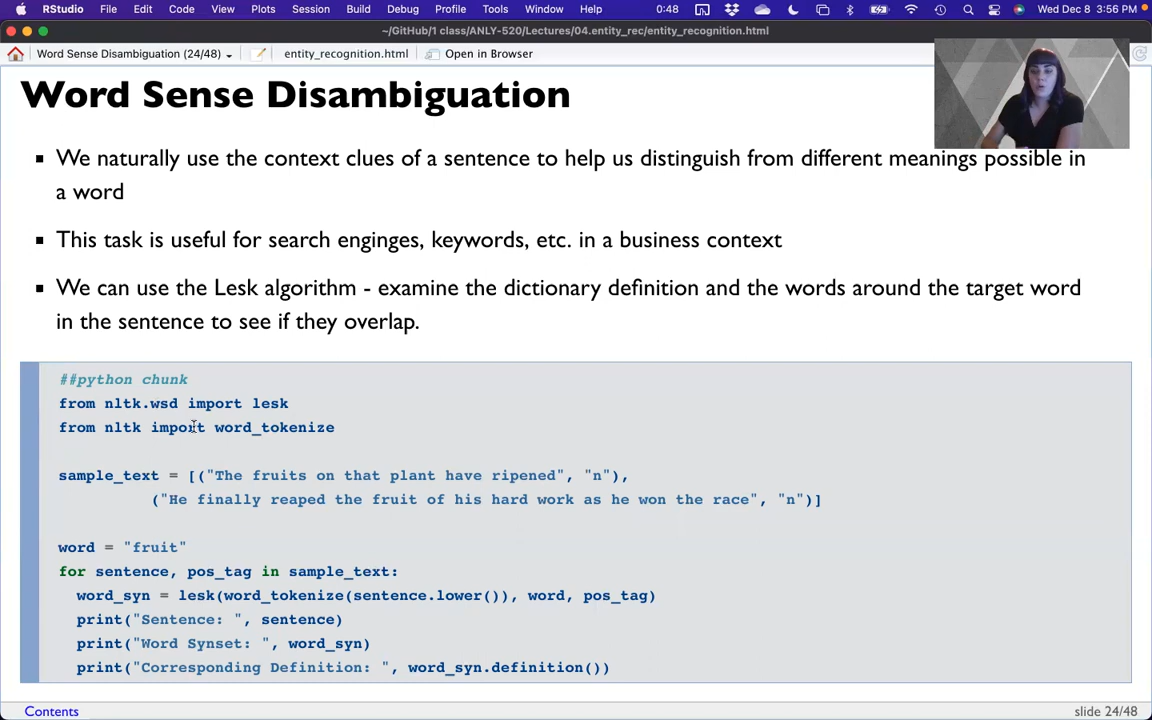 RStudio File Edit Code View Plots Session Build Debug Profile Tools Window Help 0:48 Wed Dec 8 3:56 PM
~/GitHub/1 class/ANLY-520/Lectures/04.entity_rec/entity_recognition.html
Word Sense Disambiguation (24/48) entity_recognition.html Open in Browser
Word Sense Disambiguation
We naturally use the context clues of a sentence to help us distinguish from different meanings possible in
a word
This task is useful for search enginges, keywords, etc. in a business context
We can use the Lesk algorithm - examine the dictionary definition and the words around the target word
in the sentence to see if they overlap.
##python chunk
from nltk.wsd import lesk
from nltk import word_tokenize
sample_text = [("The fruits on that plant have ripened", "n"),
("He finally reaped the fruit of his hard work as he won the race", "n")]
word = "fruit"
for sentence, pos_tag in sample_text:
word_syn = lesk(word_tokenize(sentence.lower()), word, pos_tag)
print("Sentence: ", sentence)
print("Word Synset: ", word_syn)
print("Corresponding Definition: ", word_syn.definition())
Contents slide 24/48